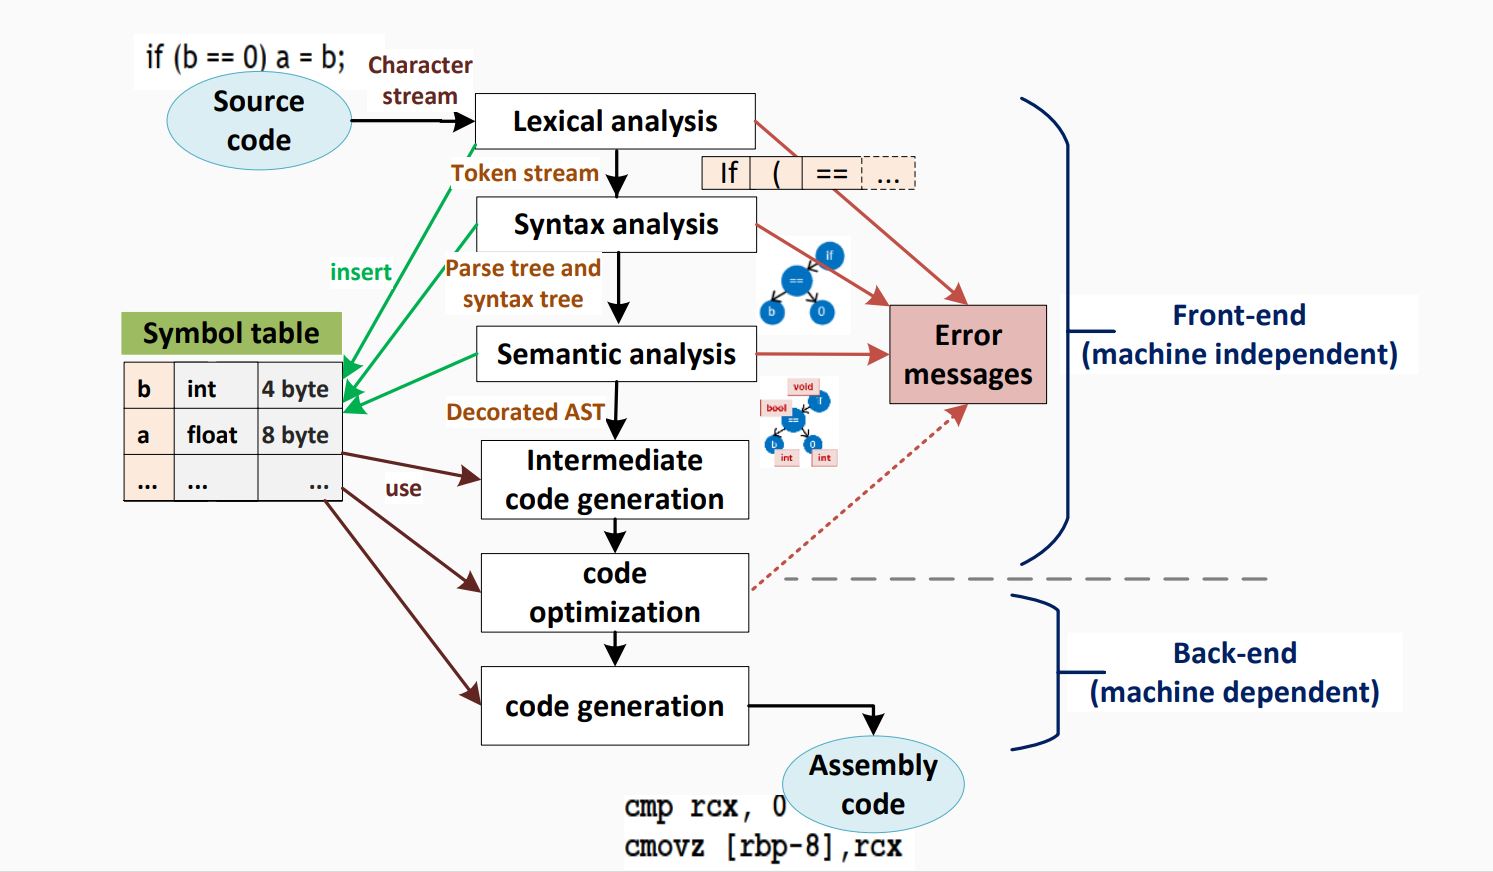 if (b == 0) a = b;
Character
stream
Source
code
Lexical analysis
Token stream
If ( == ...
Syntax analysis
insert
Parse tree and
syntax tree
if
==
b 0
Symbol table
b int 4 byte
a float 8 byte
... ... ...
Semantic analysis
Error
messages
Front-end
(machine independent)
Decorated AST
void
bool
==
b 0
int int
use
Intermediate
code generation
code
optimization
code generation
Back-end
(machine dependent)
Assembly
code
cmp rcx, 0
cmovz [rbp-8],rcx